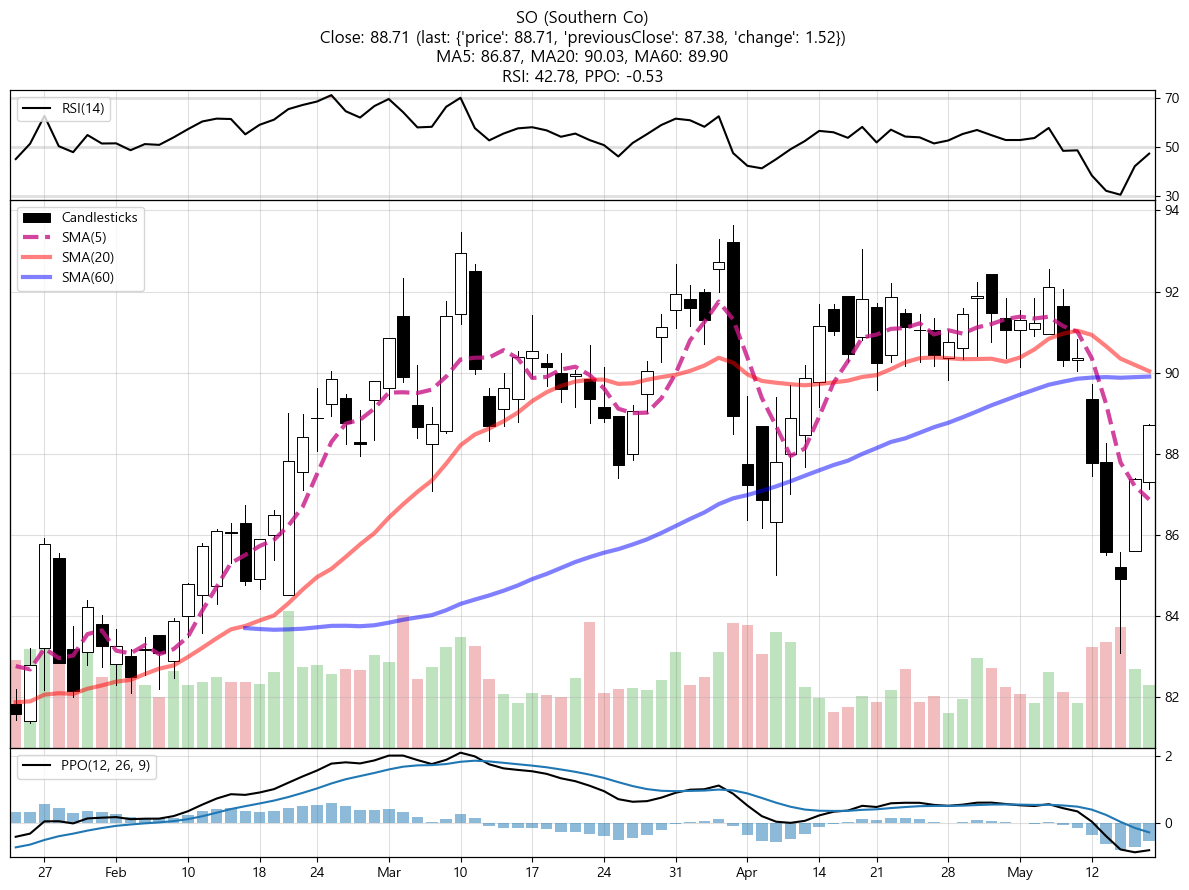 SO (Southern Co)
Close: 88.71 (last: {'price': 88.71, 'previousClose': 87.38, 'change': 1.52})
MA5: 86.87, MA20: 90.03, MA60: 89.90
RSI: 42.78, PPO: -0.53
RSI(14)
70
50
30
Candlesticks
SMA(5)
SMA(20)
SMA(60)
94
92
90
88
86
84
82
PPO(12, 26, 9)
2
0
27 Feb 10 18 24 Mar 10 17 24 31 Apr 14 21 28 May 12